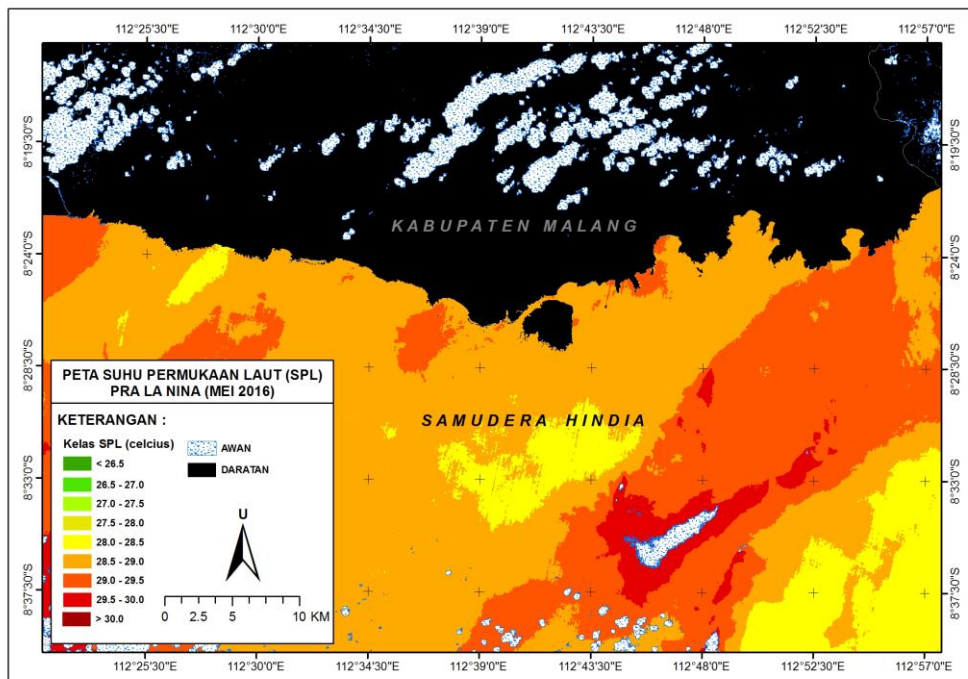 112°25'30"E 112°30'0"E 112°34'30"E 112°39'0"E 112°43'30"E 112°48'0"E 112°52'30"E 112°57'0"E
8°19'30"S 8°19'30"S
KABUPATEN MALANG
8°24'0"S 8°24'0"S
8°28'30"S 8°28'30"S
PETA SUHU PERMUKAAN LAUT (SPL)
PRA LA NINA (MEI 2016)
SAMUDERA HINDIA
KETERANGAN :
Kelas SPL (celcius)
< 26.5
26.5 - 27.0
27.0 - 27.5
27.5 - 28.0
28.0 - 28.5
28.5 - 29.0
29.0 - 29.5
29.5 - 30.0
> 30.0
AWAN
DARATAN
U
0 2.5 5 10 KM
8°33'0"S 8°33'0"S
8°37'30"S 8°37'30"S
112°25'30"E 112°30'0"E 112°34'30"E 112°39'0"E 112°43'30"E 112°48'0"E 112°52'30"E 112°57'0"E